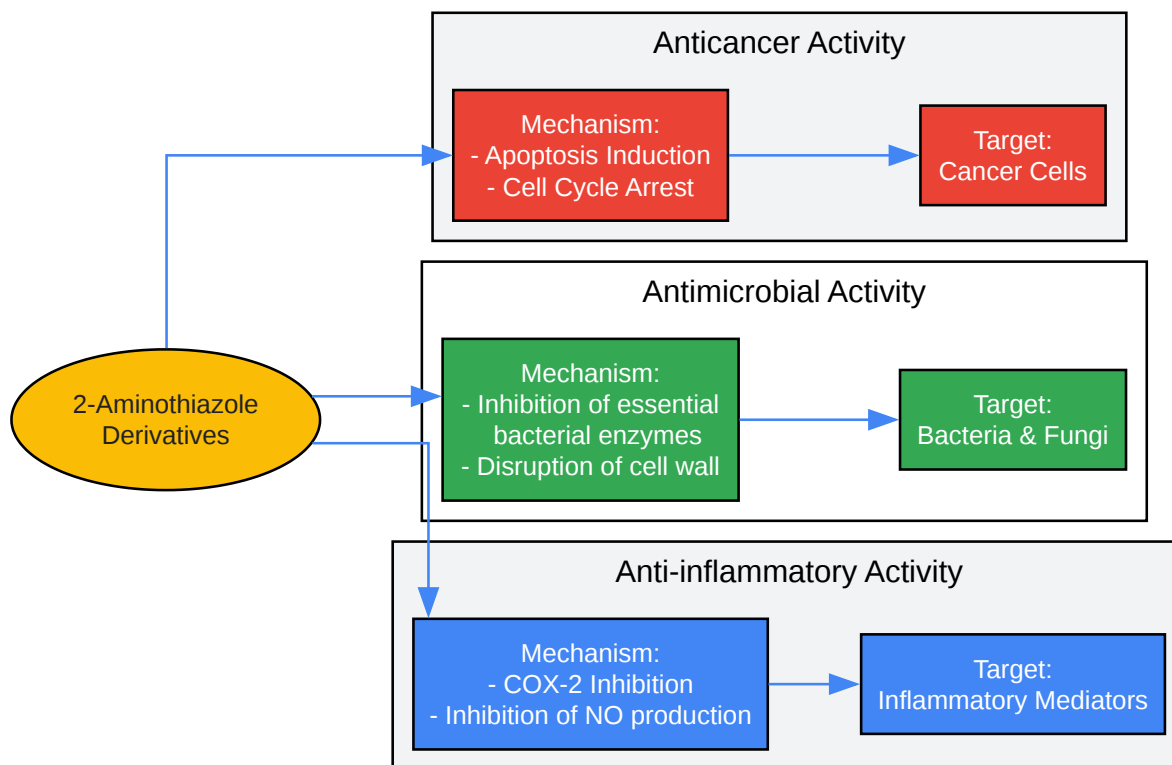 Anticancer Activity
Mechanism:
- Apoptosis Induction
- Cell Cycle Arrest
Target:
Cancer Cells
Antimicrobial Activity
2-Aminothiazole
Derivatives
Mechanism:
- Inhibition of essential
bacterial enzymes
- Disruption of cell wall
Target:
Bacteria & Fungi
Anti-inflammatory Activity
Mechanism:
- COX-2 Inhibition
- Inhibition of NO production
Target:
Inflammatory Mediators